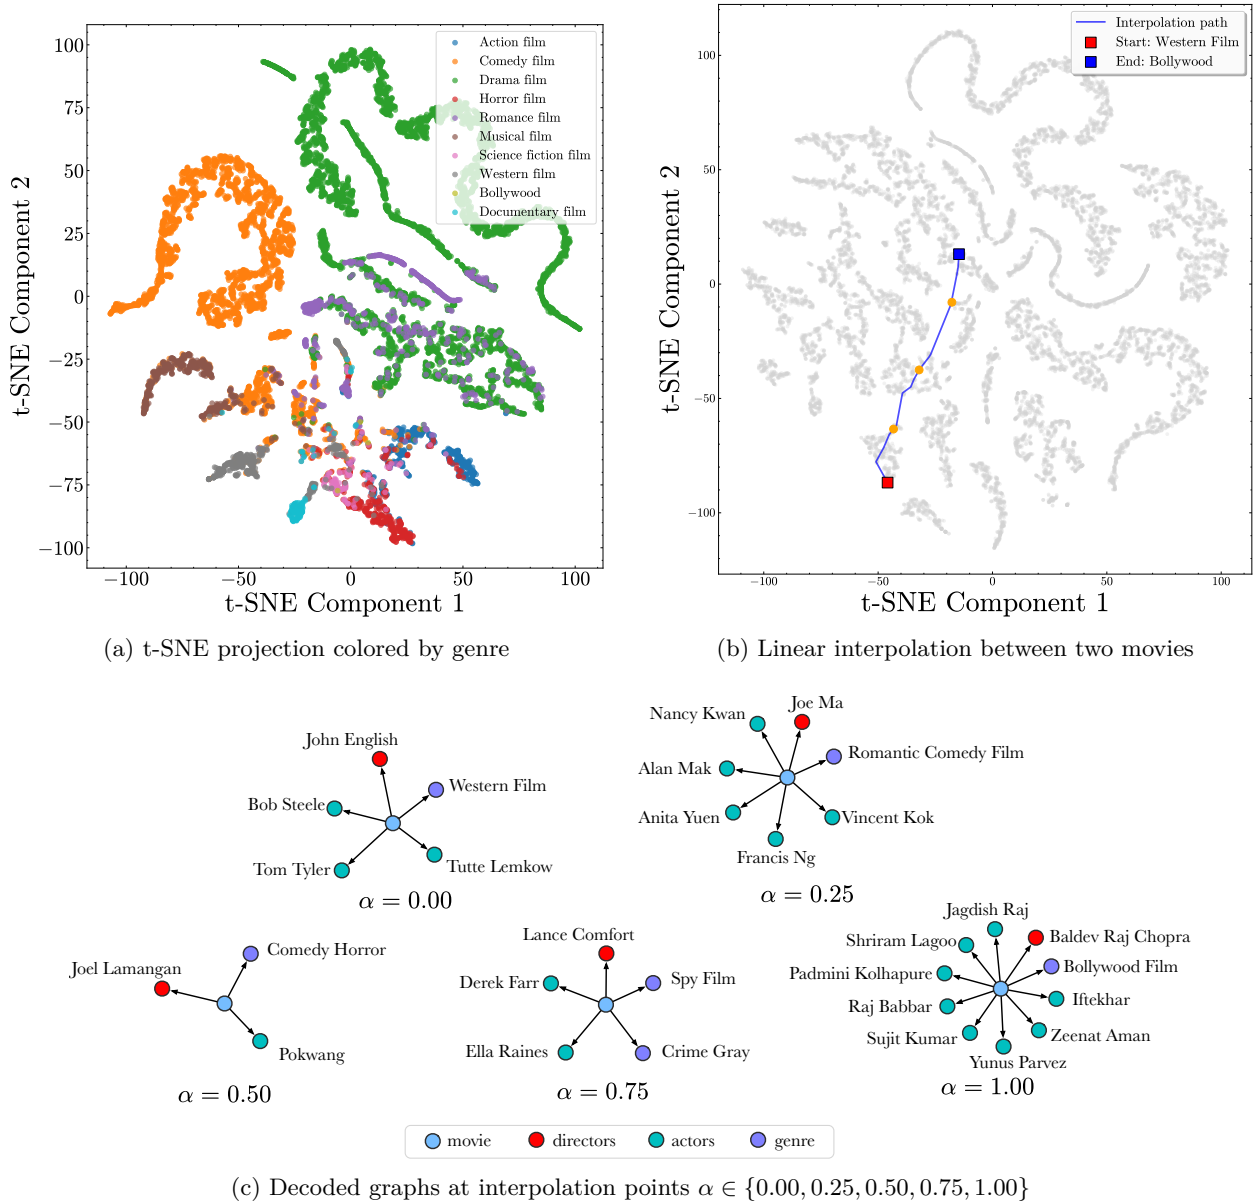 100
75
50
25
0
−25
−50
−75
−100
−100
−50
0
50
100
t-SNE Component 2
t-SNE Component 1
Action film
Comedy film
Drama film
Horror film
Romance film
Musical film
Science fiction film
Western film
Bollywood
Documentary film
(a) t-SNE projection colored by genre
100
50
0
−50
−100
−100
−50
0
50
100
t-SNE Component 2
t-SNE Component 1
Interpolation path
Start: Western Film
End: Bollywood
(b) Linear interpolation between two movies
John English
Western Film
Bob Steele
Tom Tyler
Tutte Lemkow
α = 0.00
Joe Ma
Nancy Kwan
Romantic Comedy Film
Alan Mak
Anita Yuen
Vincent Kok
Francis Ng
α = 0.25
Comedy Horror
Joel Lamangan
Pokwang
α = 0.50
Lance Comfort
Derek Farr
Spy Film
Ella Raines
Crime Gray
α = 0.75
Jagdish Raj
Shriram Lagoo
Baldev Raj Chopra
Padmini Kolhapure
Bollywood Film
Raj Babbar
Iftekhar
Sujit Kumar
Zeenat Aman
Yunus Parvez
α = 1.00
movie directors actors genre
(c) Decoded graphs at interpolation points α ∈ {0.00, 0.25, 0.50, 0.75, 1.00}